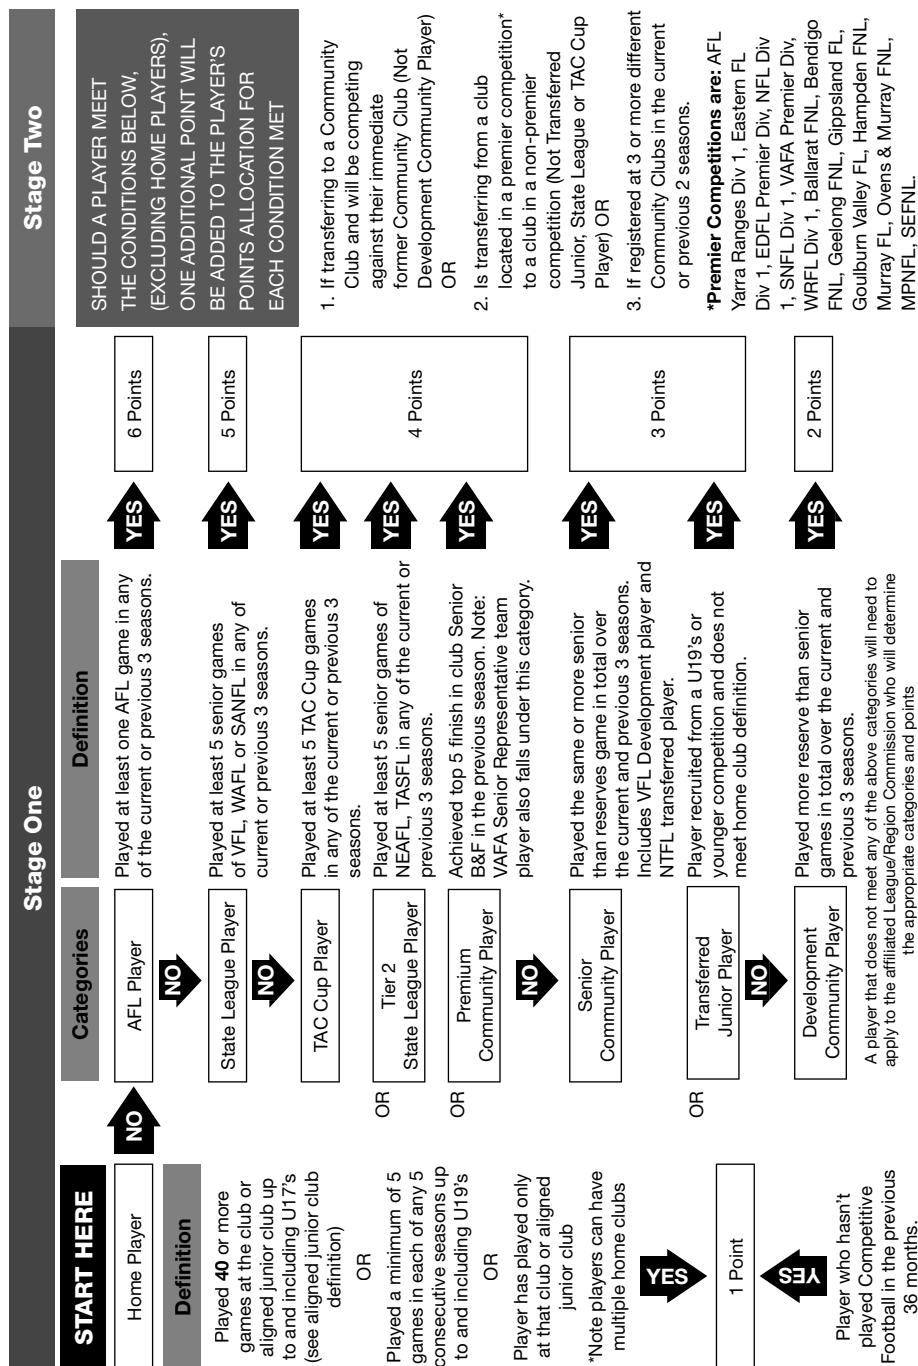 Stage One
Stage Two
START HERE
Home Player
Definition
Played 40 or more
games at the club or
aligned junior club up
to and including U17's
(see aligned junior club
definition)
OR
Played a minimum of 5
games in each of any 5
consecutive seasons up
to and including U19's
OR
Player has played only
at that club or aligned
junior club
*Note players can have
multiple home clubs
YES
1 Point
YES
Player who hasn't
played Competitive
Football in the previous
36 months.
NO
Categories
Definition
AFL Player
Played at least one AFL game in any
of the current or previous 3 seasons.
YES
6 Points
NO
State League Player
Played at least 5 senior games
of VFL, WAFL or SANFL in any of
current or previous 3 seasons.
YES
5 Points
NO
TAC Cup Player
Played at least 5 TAC Cup games
in any of the current or previous 3
seasons.
YES
OR
Tier 2
State League Player
Played at least 5 senior games of
NEAFL, TASFL in any of the current or
previous 3 seasons.
YES
4 Points
OR
Premium
Community Player
Achieved top 5 finish in club Senior
B&F in the previous season. Note:
VAFA Senior Representative team
player also falls under this category.
YES
NO
Senior
Community Player
Played the same or more senior
than reserves game in total over
the current and previous 3 seasons.
Includes VFL Development player and
NTFL transferred player.
YES
3 Points
OR
Transferred
Junior Player
Player recruited from a U19's or
younger competition and does not
meet home club definition.
YES
NO
Development
Community Player
Played more reserve than senior
games in total over the current and
previous 3 seasons.
YES
2 Points
A player that does not meet any of the above categories will need to
apply to the affiliated League/Region Commission who will determine
the appropriate categories and points
SHOULD A PLAYER MEET
THE CONDITIONS BELOW,
(EXCLUDING HOME PLAYERS),
ONE ADDITIONAL POINT WILL
BE ADDED TO THE PLAYER'S
POINTS ALLOCATION FOR
EACH CONDITION MET
1. If transferring to a Community
Club and will be competing
against their immediate
former Community Club (Not
Development Community Player)
OR
2. Is transferring from a club
located in a premier competition*
to a club in a non-premier
competition (Not Transferred
Junior, State League or TAC Cup
Player) OR
3. If registered at 3 or more different
Community Clubs in the current
or previous 2 seasons.
*Premier Competitions are: AFL
Yarra Ranges Div 1, Eastern FL
Div 1, EDFL Premier Div, NFL Div
1, SNFL Div 1, VAFA Premier Div,
WRFL Div 1, Ballarat FNL, Bendigo
FNL, Geelong FNL, Gippsland FL,
Goulburn Valley FL, Hampden FNL,
Murray FL, Ovens & Murray FNL,
MPNFL, SEFNL.